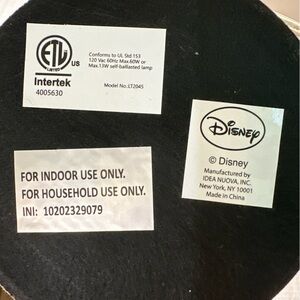 ETL
LISTED
US
Intertek
4005630
Conforms to UL Std 153
120 Vac 60Hz Max.60W or
Max.13W self-ballasted lamp
Model No.:LT2045
Disney
© Disney
Manufactured by
IDEA NUOVA, INC.
New York, NY 10001
Made in China
FOR INDOOR USE ONLY.
FOR HOUSEHOLD USE ONLY.
INI: 10202329079